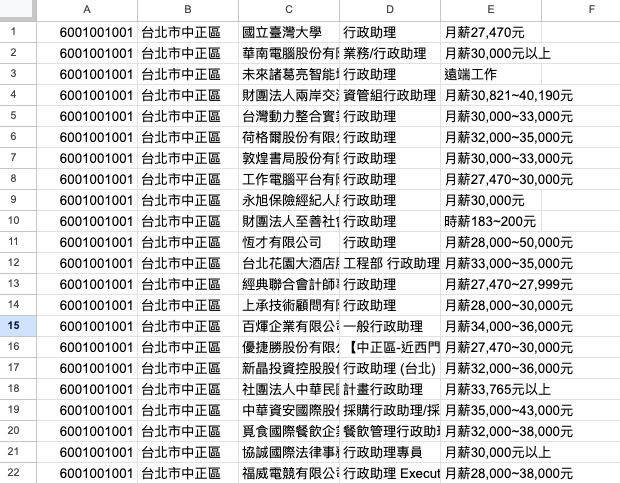 A B C D E F
1 6001001001 台北市中正區 國立臺灣大學 行政助理 月薪27,470元
2 6001001001 台北市中正區 華南電腦股份有 業務/行政助理 月薪30,000元以上
3 6001001001 台北市中正區 未來諸葛亮智能 行政助理 遠端工作
4 6001001001 台北市中正區 財團法人兩岸交 資管組行政助理 月薪30,821~40,190元
5 6001001001 台北市中正區 台灣動力整合實 行政助理 月薪30,000~33,000元
6 6001001001 台北市中正區 荷格爾股份有限 行政助理 月薪32,000~35,000元
7 6001001001 台北市中正區 敦煌書局股份有 行政助理 月薪30,000~33,000元
8 6001001001 台北市中正區 工作電腦平台有 行政助理 月薪27,470~30,000元
9 6001001001 台北市中正區 永旭保險經紀人 行政助理 月薪30,000元
10 6001001001 台北市中正區 財團法人至善社 行政助理 時薪183~200元
11 6001001001 台北市中正區 恆才有限公司 行政助理 月薪28,000~50,000元
12 6001001001 台北市中正區 台北花園大酒店 工程部 行政助理 月薪33,000~35,000元
13 6001001001 台北市中正區 經典聯合會計師 行政助理 月薪27,470~27,999元
14 6001001001 台北市中正區 上承技術顧問有 行政助理 月薪28,000~30,000元
15 6001001001 台北市中正區 百煇企業有限公 一般行政助理 月薪34,000~36,000元
16 6001001001 台北市中正區 優捷勝股份有限 【中正區-近西門 月薪27,470~30,000元
17 6001001001 台北市中正區 新晶投資控股股 行政助理 (台北) 月薪32,000~36,000元
18 6001001001 台北市中正區 社團法人中華民 計畫行政助理 月薪33,765元以上
19 6001001001 台北市中正區 中華資安國際股 採購行政助理/採 月薪35,000~43,000元
20 6001001001 台北市中正區 覓食國際餐飲企 餐飲管理行政助 月薪32,000~38,000元
21 6001001001 台北市中正區 協誠國際法律事 行政助理專員 月薪30,000元以上
22 6001001001 台北市中正區 福威電競有限公 行政助理 Execut 月薪28,000~38,000元